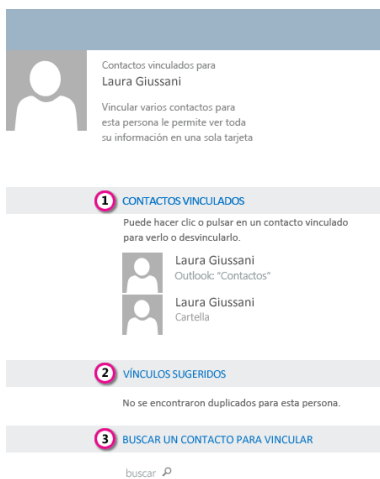 Contactos vinculados para
Laura Giussani
Vincular varios contactos para
esta persona le permite ver toda
su información en una sola tarjeta
1 CONTACTOS VINCULADOS
Puede hacer clic o pulsar en un contacto vinculado
para verlo o desvincularlo.
Laura Giussani
Outlook: "Contactos"
Laura Giussani
Cartella
2 VÍNCULOS SUGERIDOS
No se encontraron duplicados para esta persona.
3 BUSCAR UN CONTACTO PARA VINCULAR
buscar